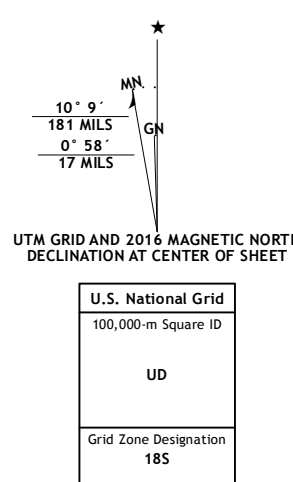 ★
MN
GN
10° 9´
181 MILS
0° 58´
17 MILS
UTM GRID AND 2016 MAGNETIC NORT
DECLINATION AT CENTER OF SHEET
U.S. National Grid
100,000-m Square ID
UD
Grid Zone Designation
18S